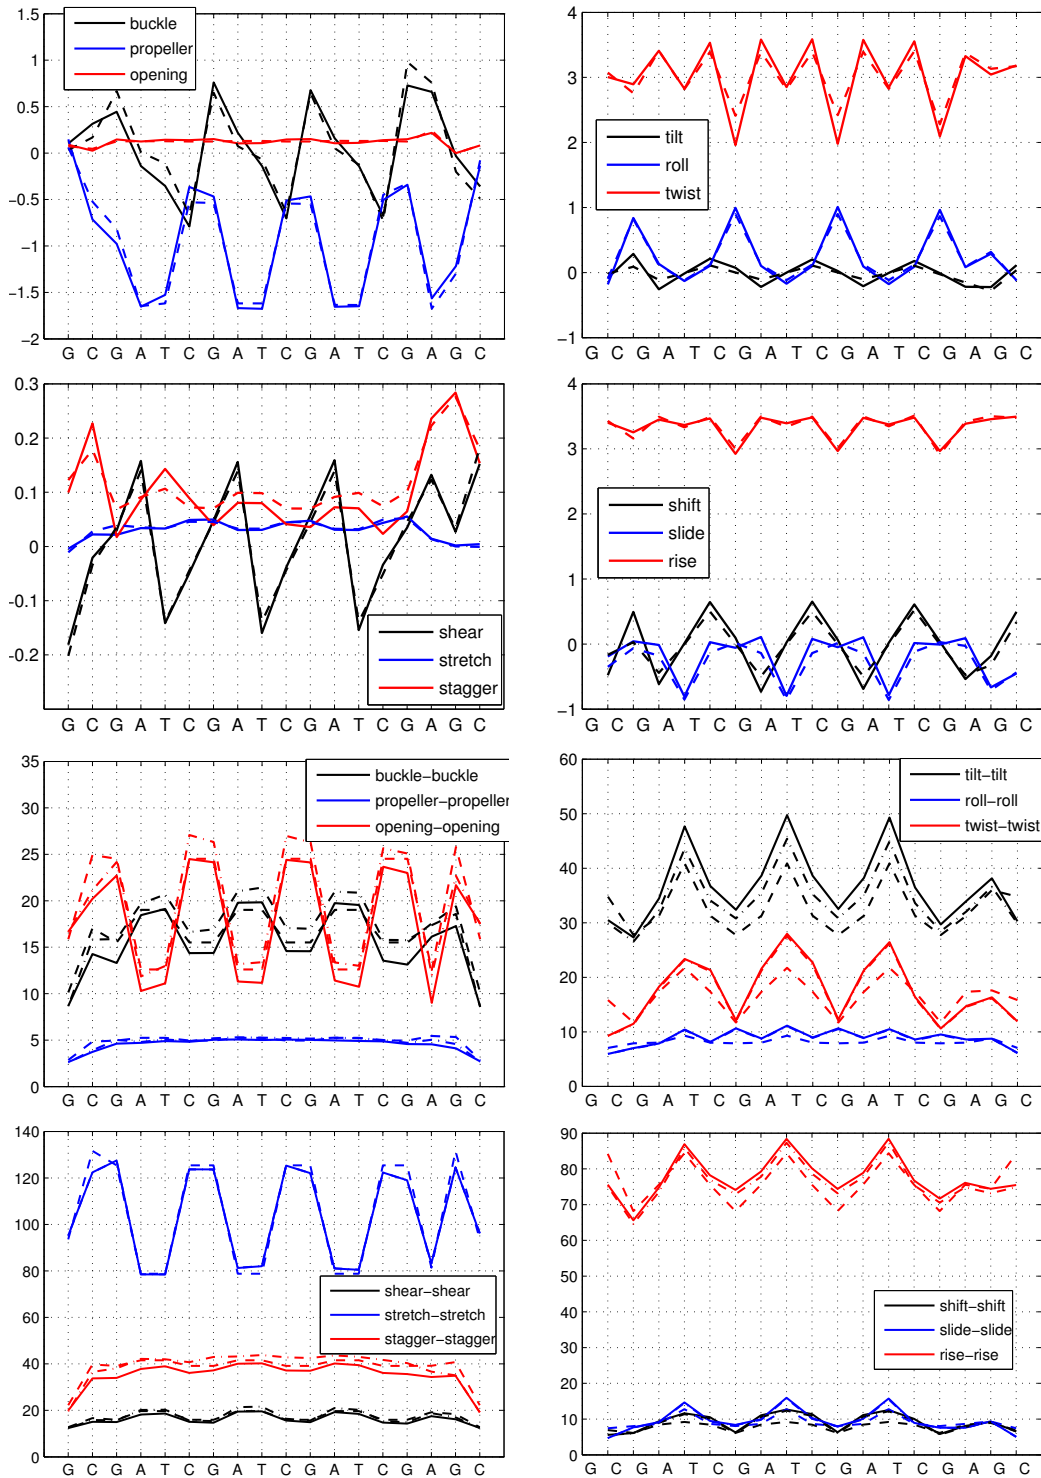 buckle
propeller
opening
1.5
1
0.5
0
−0.5
−1
−1.5
−2
G C G A T C G A T C G A T C G A G C
4
3
2
1
0
−1
tilt
roll
twist
G C G A T C G A T C G A T C G A G C
0.3
0.2
0.1
0
-0.1
-0.2
shear
stretch
stagger
G C G A T C G A T C G A T C G A G C
4
3
2
1
0
−1
shift
slide
rise
G C G A T C G A T C G A T C G A G C
35
30
25
20
15
10
5
0
buckle−buckle
propeller−propeller
opening−opening
G C G A T C G A T C G A T C G A G C
60
50
40
30
20
10
0
tilt−tilt
roll−roll
twist−twist
G C G A T C G A T C G A T C G A G C
140
120
100
80
60
40
20
0
shear−shear
stretch−stretch
stagger−stagger
G C G A T C G A T C G A T C G A G C
90
80
70
60
50
40
30
20
10
0
shift−shift
slide−slide
rise−rise
G C G A T C G A T C G A T C G A G C